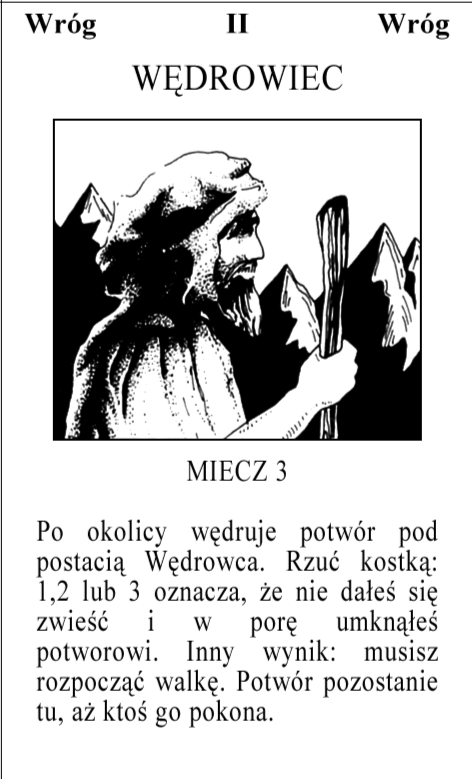 Wróg II Wróg
WĘDROWIEC
MIECZ 3
Po okolicy wędruje potwór pod
postacią Wędrowca. Rzuć kostką:
1,2 lub 3 oznacza, że nie dałeś się
zwieść i w porę umknąłeś
potworowi. Inny wynik: musisz
rozpocząć walkę. Potwór pozostanie
tu, aż ktoś go pokona.